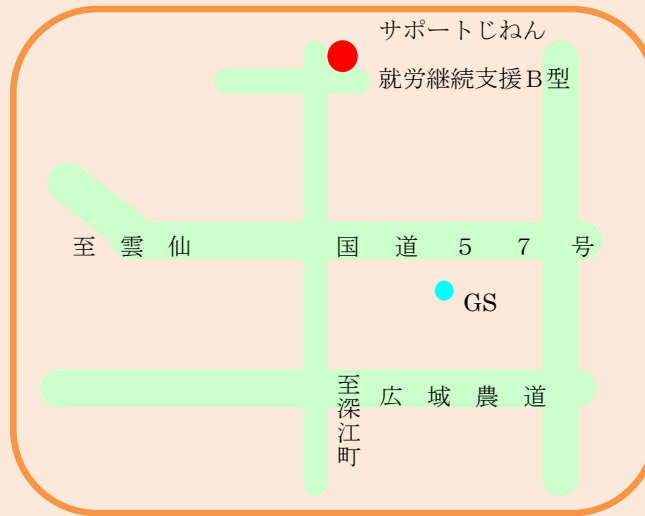 サポートじねん
就労継続支援Ｂ型
至雲仙
国道５７号
GS
至深江町
広域農道